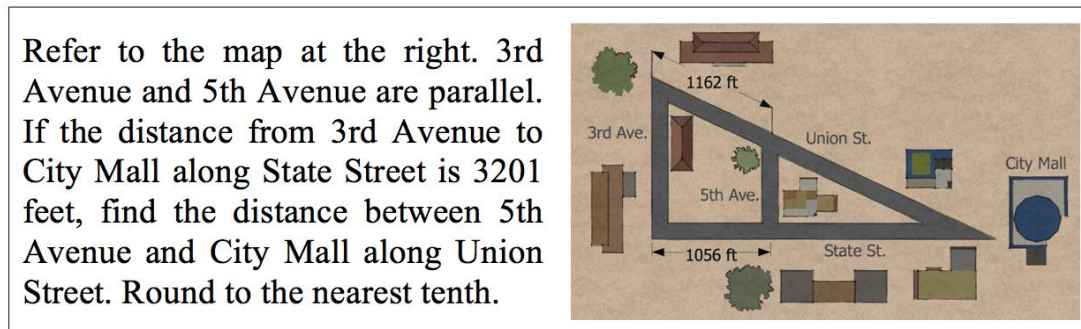 Refer to the map at the right. 3rd
Avenue and 5th Avenue are parallel.
If the distance from 3rd Avenue to
City Mall along State Street is 3201
feet, find the distance between 5th
Avenue and City Mall along Union
Street. Round to the nearest tenth.
1162 ft
3rd Ave.
Union St.
City Mall
5th Ave.
1056 ft
State St.